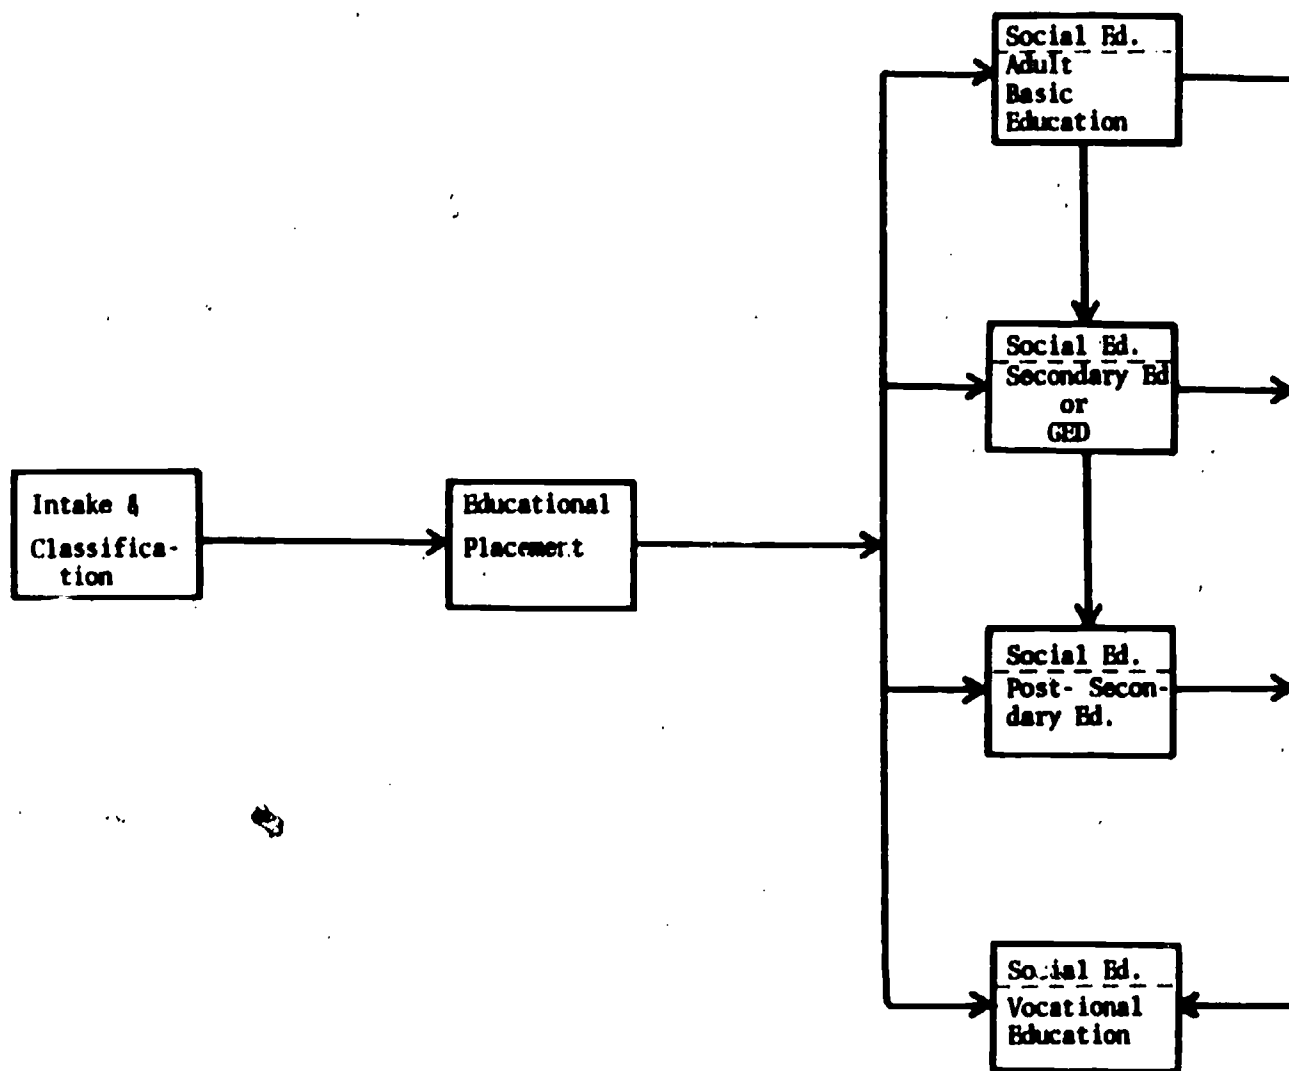 Social Ed.
Adult
Basic
Education
Social Ed.
Secondary Ed
or
GED
Intake &
Classifica-
tion
Educational
Placement
Social Ed.
Post- Secon-
dary Ed.
Social Ed.
Vocational
Education